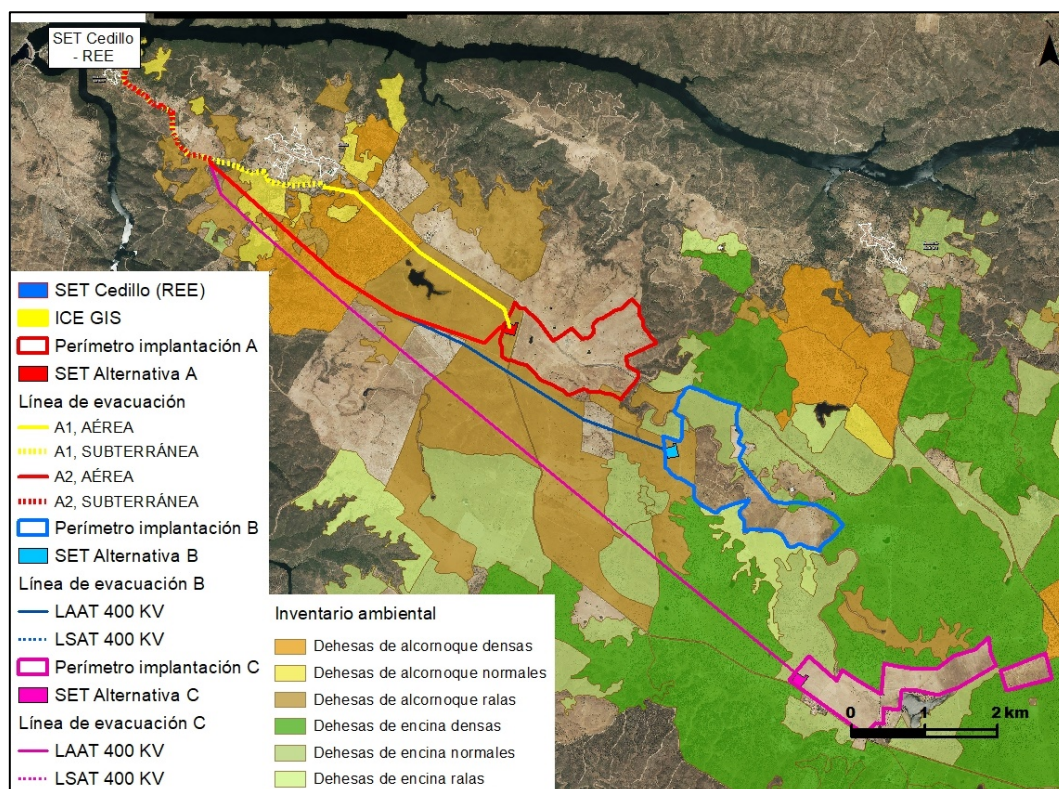 SET Cedillo
- REE
SET Cedillo (REE)
ICE GIS
Perímetro implantación A
SET Alternativa A
Línea de evacuación
A1, AÉREA
A1, SUBTERRÁNEA
A2, AÉREA
A2, SUBTERRÁNEA
Perímetro implantación B
SET Alternativa B
Línea de evacuación B
LAAT 400 KV
LSAT 400 KV
Perímetro implantación C
SET Alternativa C
Línea de evacuación C
LAAT 400 KV
LSAT 400 KV
Inventario ambiental
Dehesas de alcornoque densas
Dehesas de alcornoque normales
Dehesas de alcornoque ralas
Dehesas de encina densas
Dehesas de encina normales
Dehesas de encina ralas
0 1 2 km